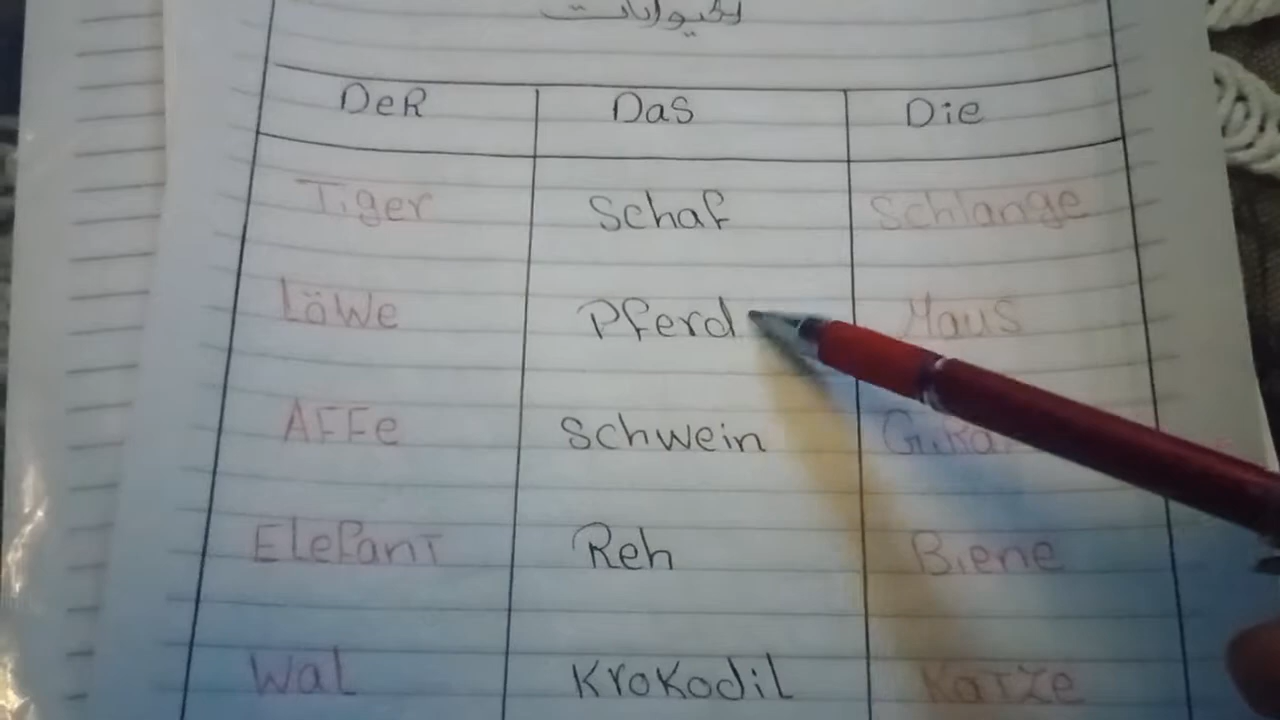 الحيوانات
DeR Das Die
Tiger Schaf Schlange
LöWe Pferd Maus
AFFe Schwein
Elefant Reh Biene
Wal KroKodil Katze